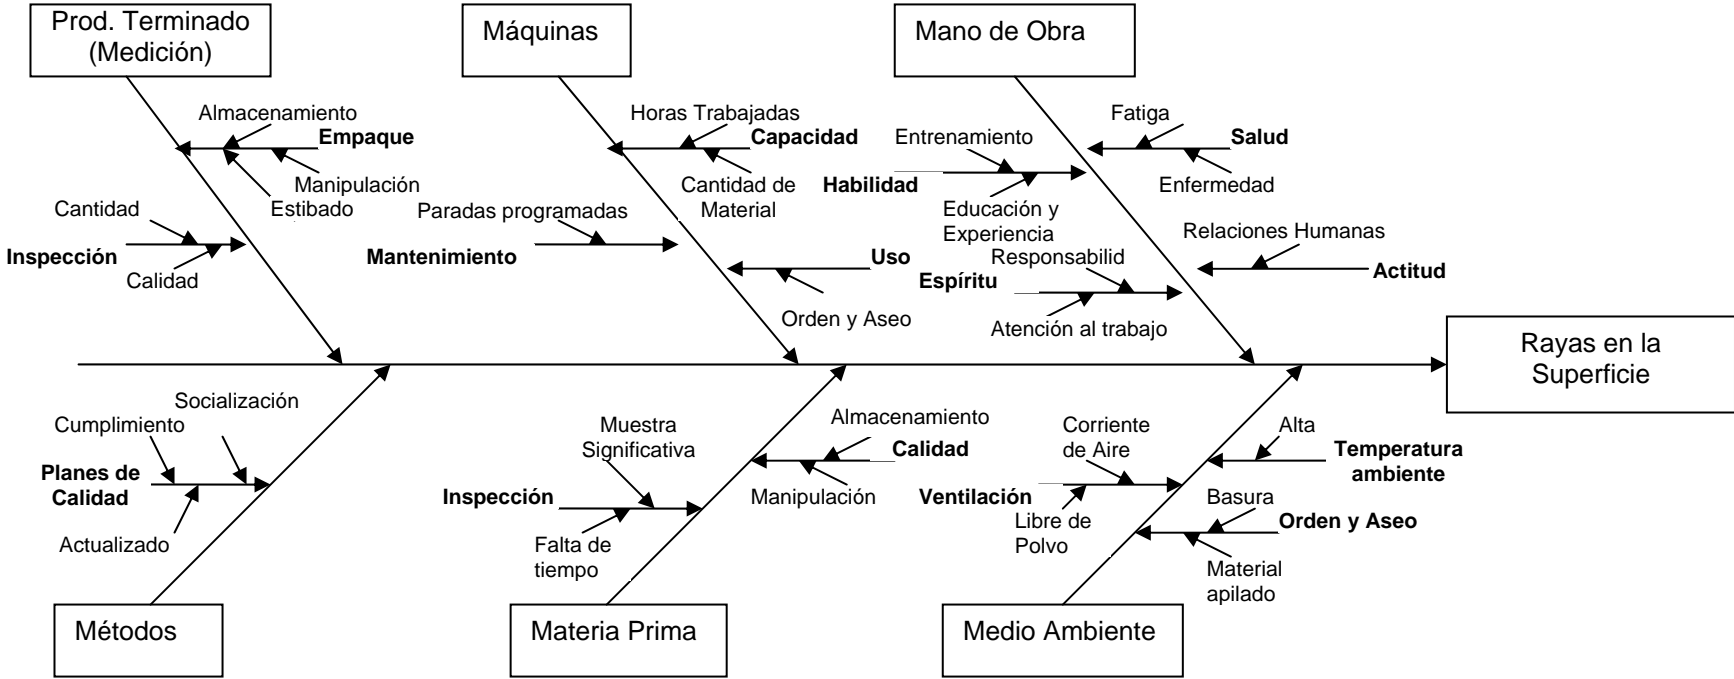 Prod. Terminado
(Medición)
Máquinas
Mano de Obra
Almacenamiento
Empaque
Manipulación
Estibado
Cantidad
Inspección
Calidad
Horas Trabajadas
Capacidad
Cantidad de
Material
Paradas programadas
Mantenimiento
Uso
Orden y Aseo
Fatiga
Salud
Enfermedad
Entrenamiento
Habilidad
Educación y
Experiencia
Relaciones Humanas
Actitud
Responsabilid
Espíritu
Atención al trabajo
Rayas en la
Superficie
Socialización
Cumplimiento
Planes de
Calidad
Actualizado
Muestra
Significativa
Inspección
Falta de
tiempo
Almacenamiento
Calidad
Manipulación
Corriente
de Aire
Ventilación
Libre de
Polvo
Alta
Temperatura
ambiente
Basura
Orden y Aseo
Material
apilado
Métodos
Materia Prima
Medio Ambiente